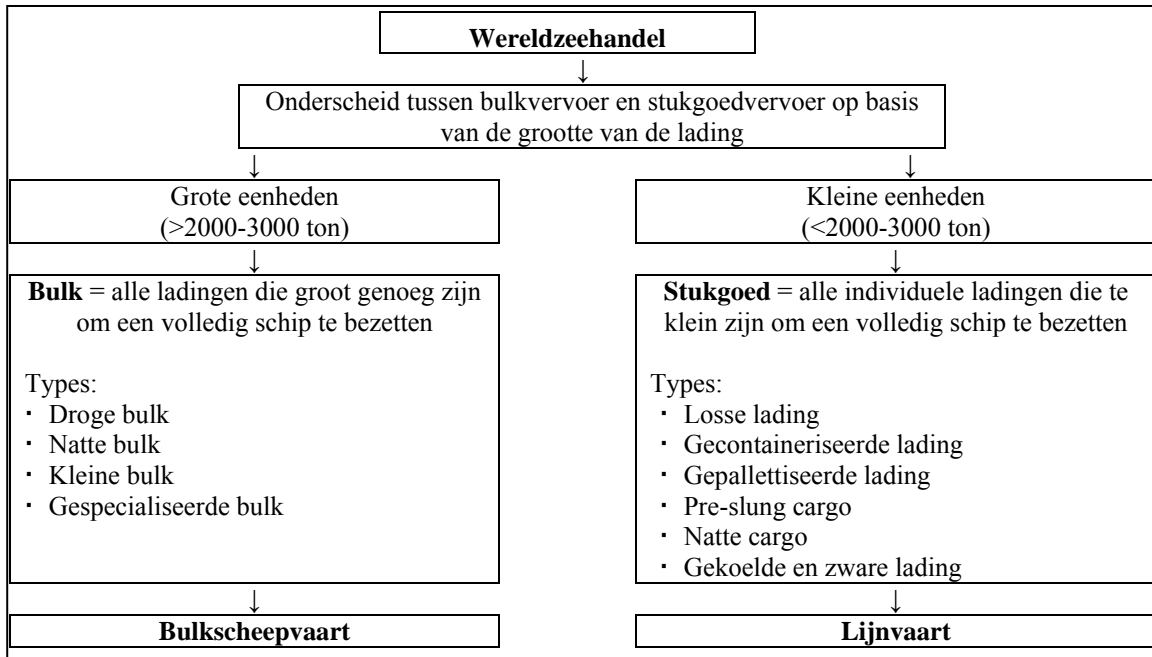 Wereldzeehandel
↓
Onderscheid tussen bulkvervoer en stukgoedvervoer op basis
van de grootte van de lading
↓
Grote eenheden
(>2000-3000 ton)
↓
Bulk = alle ladingen die groot genoeg zijn
om een volledig schip te bezetten
Types:
· Droge bulk
· Natte bulk
· Kleine bulk
· Gespecialiseerde bulk
↓
Bulkscheepvaart
↓
Kleine eenheden
(<2000-3000 ton)
↓
Stukgoed = alle individuele ladingen die te
klein zijn om een volledig schip te bezetten
Types:
· Losse lading
· Gecontaineriseerde lading
· Gepallettiseerde lading
· Pre-slung cargo
· Natte cargo
· Gekoelde en zware lading
↓
Lijnvaart